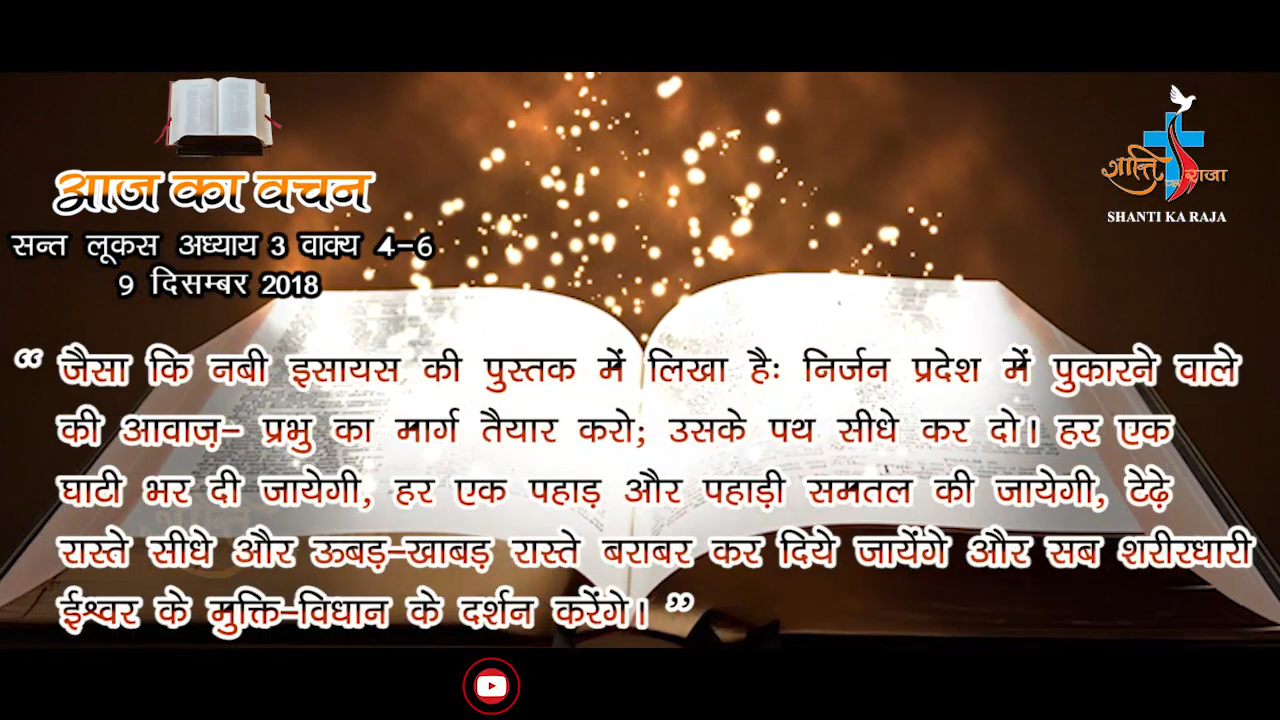 आज का वचन
सन्त लूकस अध्याय 3 वाक्य 4-6
9 दिसम्बर 2018
शान्ति का राजा
SHANTI KA RAJA
“ जैसा कि नबी इसायस की पुस्तक में लिखा हैः निर्जन प्रदेश में पुकारने वाले
की आवाज़- प्रभु का मार्ग तैयार करो; उसके पथ सीधे कर दो। हर एक
घाटी भर दी जायेगी, हर एक पहाड़ और पहाड़ी समतल की जायेगी, टेढ़े
रास्ते सीधे और ऊबड़-खाबड़ रास्ते बराबर कर दिये जायेंगे और सब शरीरधारी
ईश्वर के मुक्ति-विधान के दर्शन करेंगे। ”